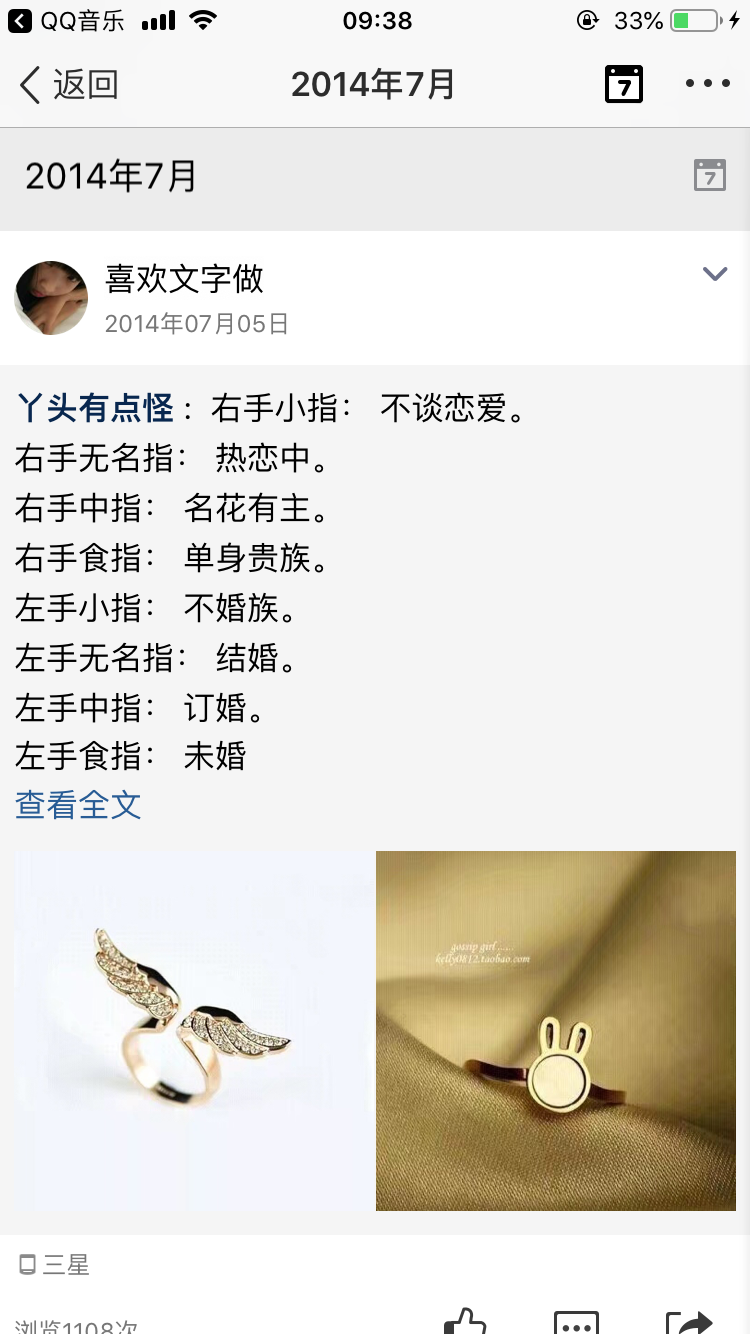 QQ音乐
09:38
33%
返回
2014年7月
7
2014年7月
7
喜欢文字做
2014年07月05日
丫头有点怪：右手小指： 不谈恋爱。
右手无名指： 热恋中。
右手中指： 名花有主。
右手食指： 单身贵族。
左手小指： 不婚族。
左手无名指： 结婚。
左手中指： 订婚。
左手食指： 未婚
查看全文
gossip girl......
kelly0812.taobao.com
三星
浏览1108次